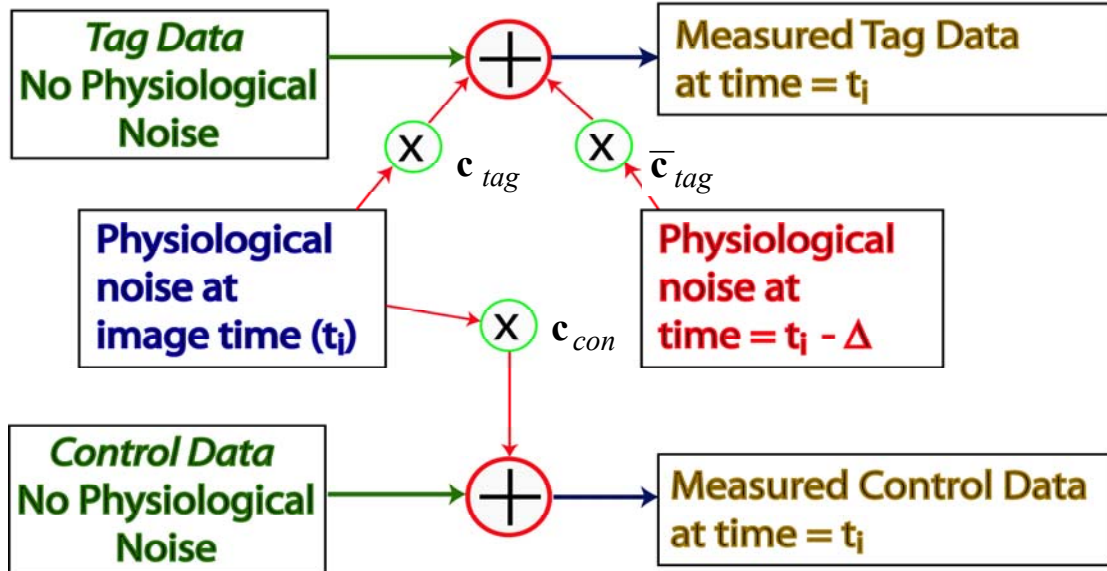 Tag Data
No Physiological
Noise
+
Measured Tag Data
at time = tᵢ
x
𝐜 tag
x
𝐜̅ tag
Physiological
noise at
image time (tᵢ)
x
𝐜 con
Physiological
noise at
time = tᵢ - Δ
Control Data
No Physiological
Noise
+
Measured Control Data
at time = tᵢ